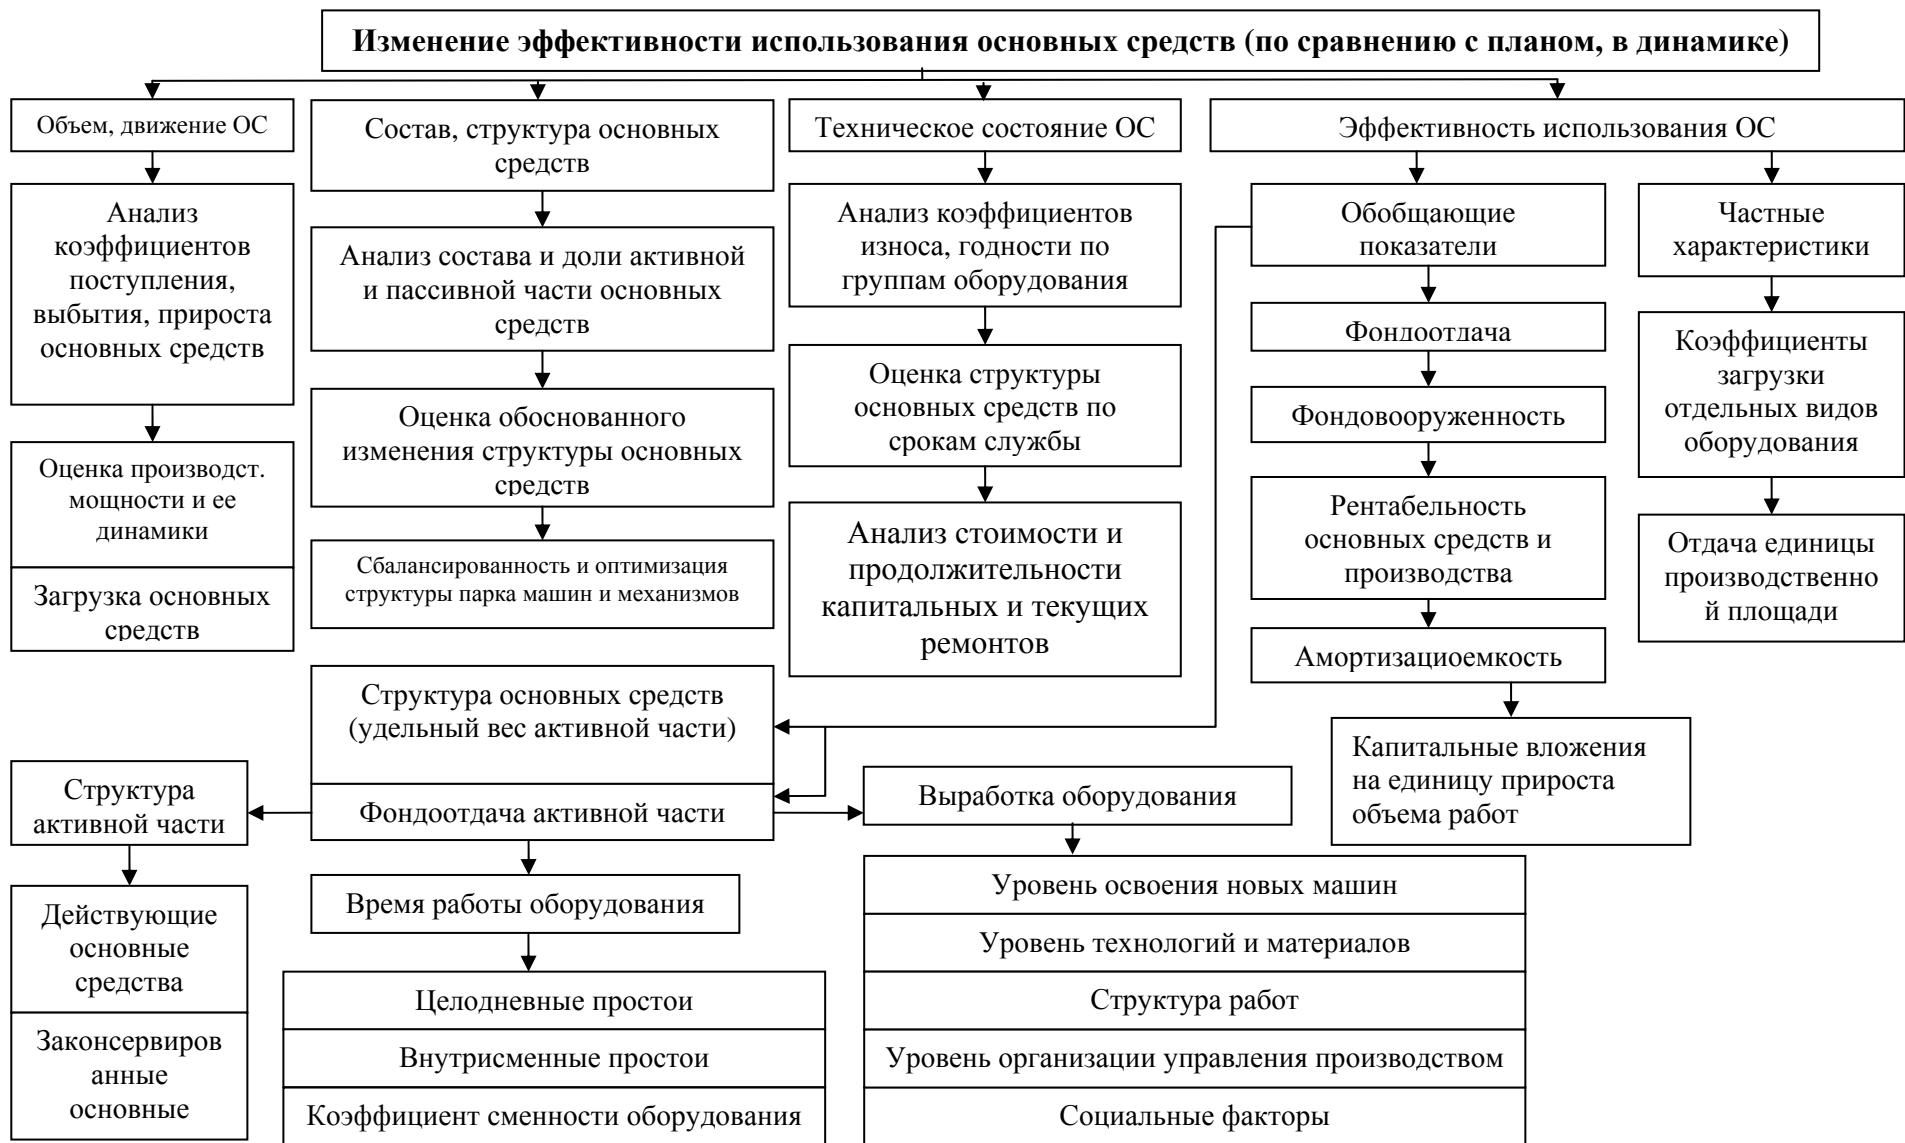 Изменение эффективности использования основных средств (по сравнению с планом, в динамике)
Объем, движение ОС
Состав, структура основных
средств
Техническое состояние ОС
Эффективность использования ОС
Анализ
коэффициентов
поступления,
выбытия, прироста
основных средств
Анализ состава и доли активной
и пассивной части основных
средств
Анализ коэффициентов
износа, годности по
группам оборудования
Обобщающие
показатели
Частные
характеристики
Фондоотдача
Коэффициенты
загрузки
отдельных видов
оборудования
Оценка структуры
основных средств по
срокам службы
Фондовооруженность
Оценка обоснованного
изменения структуры основных
средств
Оценка производст.
мощности и ее
динамики
Загрузка основных
средств
Сбалансированность и оптимизация
структуры парка машин и механизмов
Анализ стоимости и
продолжительности
капитальных и текущих
ремонтов
Рентабельность
основных средств и
производства
Отдача единицы
производственно
й площади
Амортизациоемкость
Капитальные вложения
на единицу прироста
объема работ
Структура основных средств
(удельный вес активной части)
Фондоотдача активной части
Структура
активной части
Выработка оборудования
Действующие
основные
средства
Законсервиров
анные
основные
Время работы оборудования
Целодневные простои
Внутрисменные простои
Коэффициент сменности оборудования
Уровень освоения новых машин
Уровень технологий и материалов
Структура работ
Уровень организации управления производством
Социальные факторы